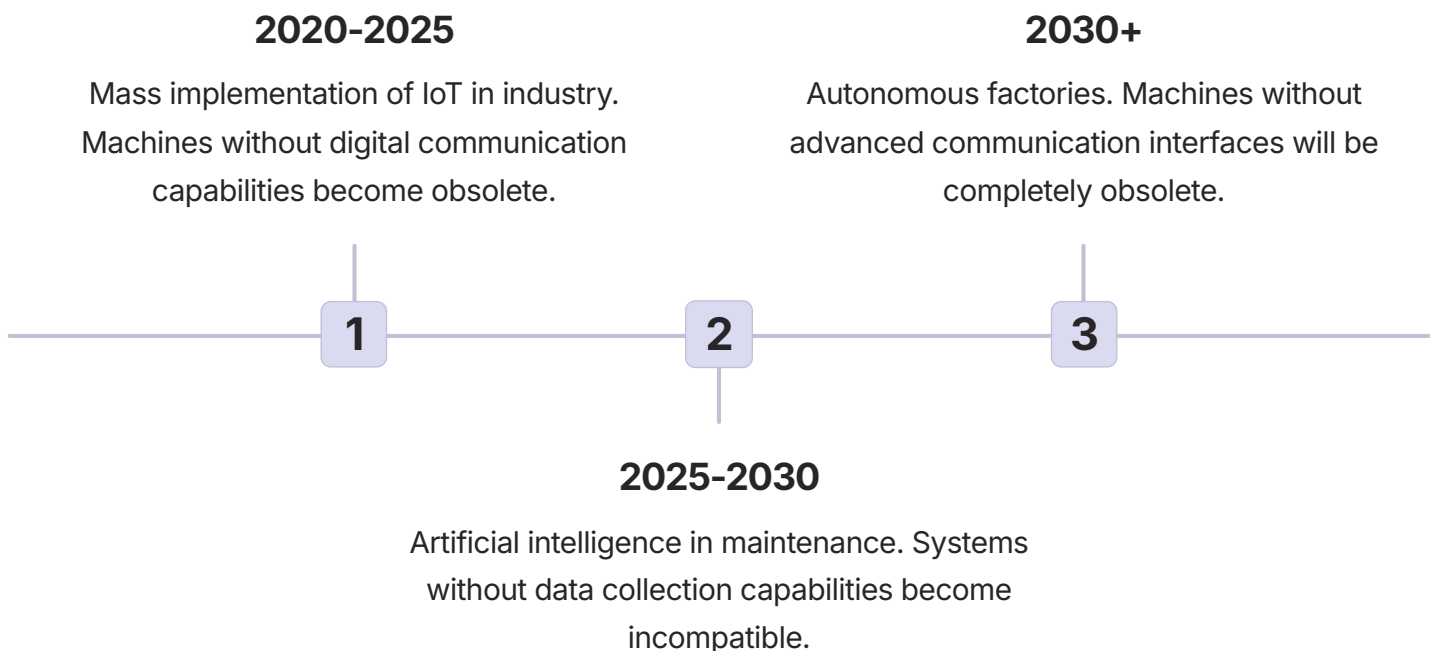 2020-2025
Mass implementation of IoT in industry.
Machines without digital communication
capabilities become obsolete.
2030+
Autonomous factories. Machines without
advanced communication interfaces will be
completely obsolete.
1
2
3
2025-2030
Artificial intelligence in maintenance. Systems
without data collection capabilities become
incompatible.